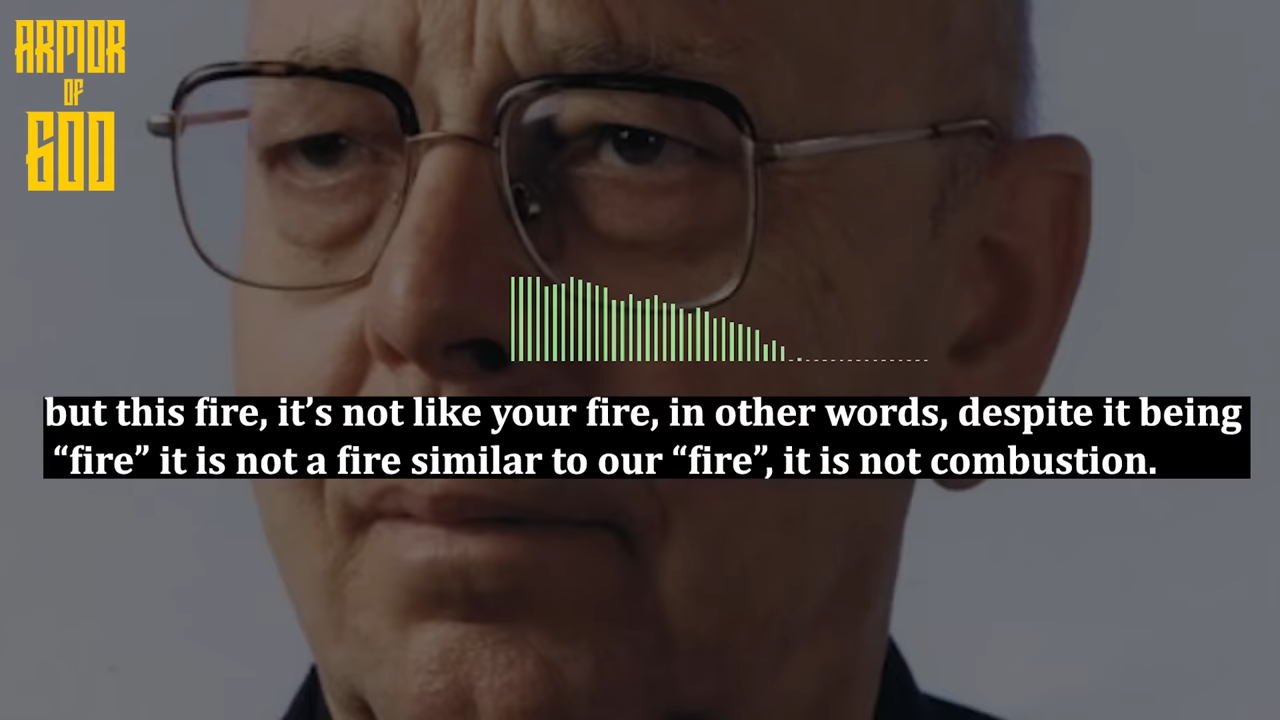 ARMOR
OF
GOD
but this fire, it’s not like your fire, in other words, despite it being
“fire” it is not a fire similar to our “fire”, it is not combustion.